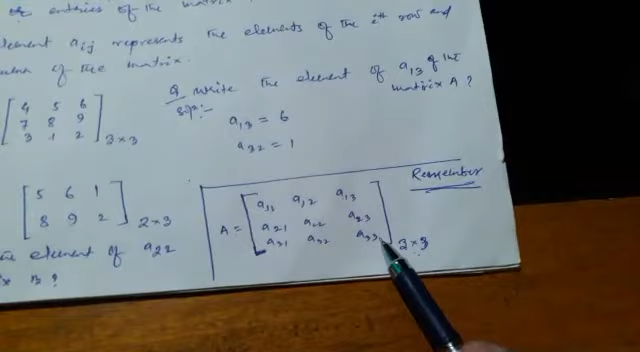 or entries of the matrix
element aij represents the elements of the ith row and
of the matrix.
Q Write the element of a13 of the
matrix A?
Soln:-
[4 5 6
7 8 9
3 1 2] 3×3
a13 = 6
a32 = 1
[5 6 1
8 9 2] 2×3
the element of a22
B?
Remember
A = [a11 a12 a13
a21 a22 a23
a31 a32 a33] 3×3